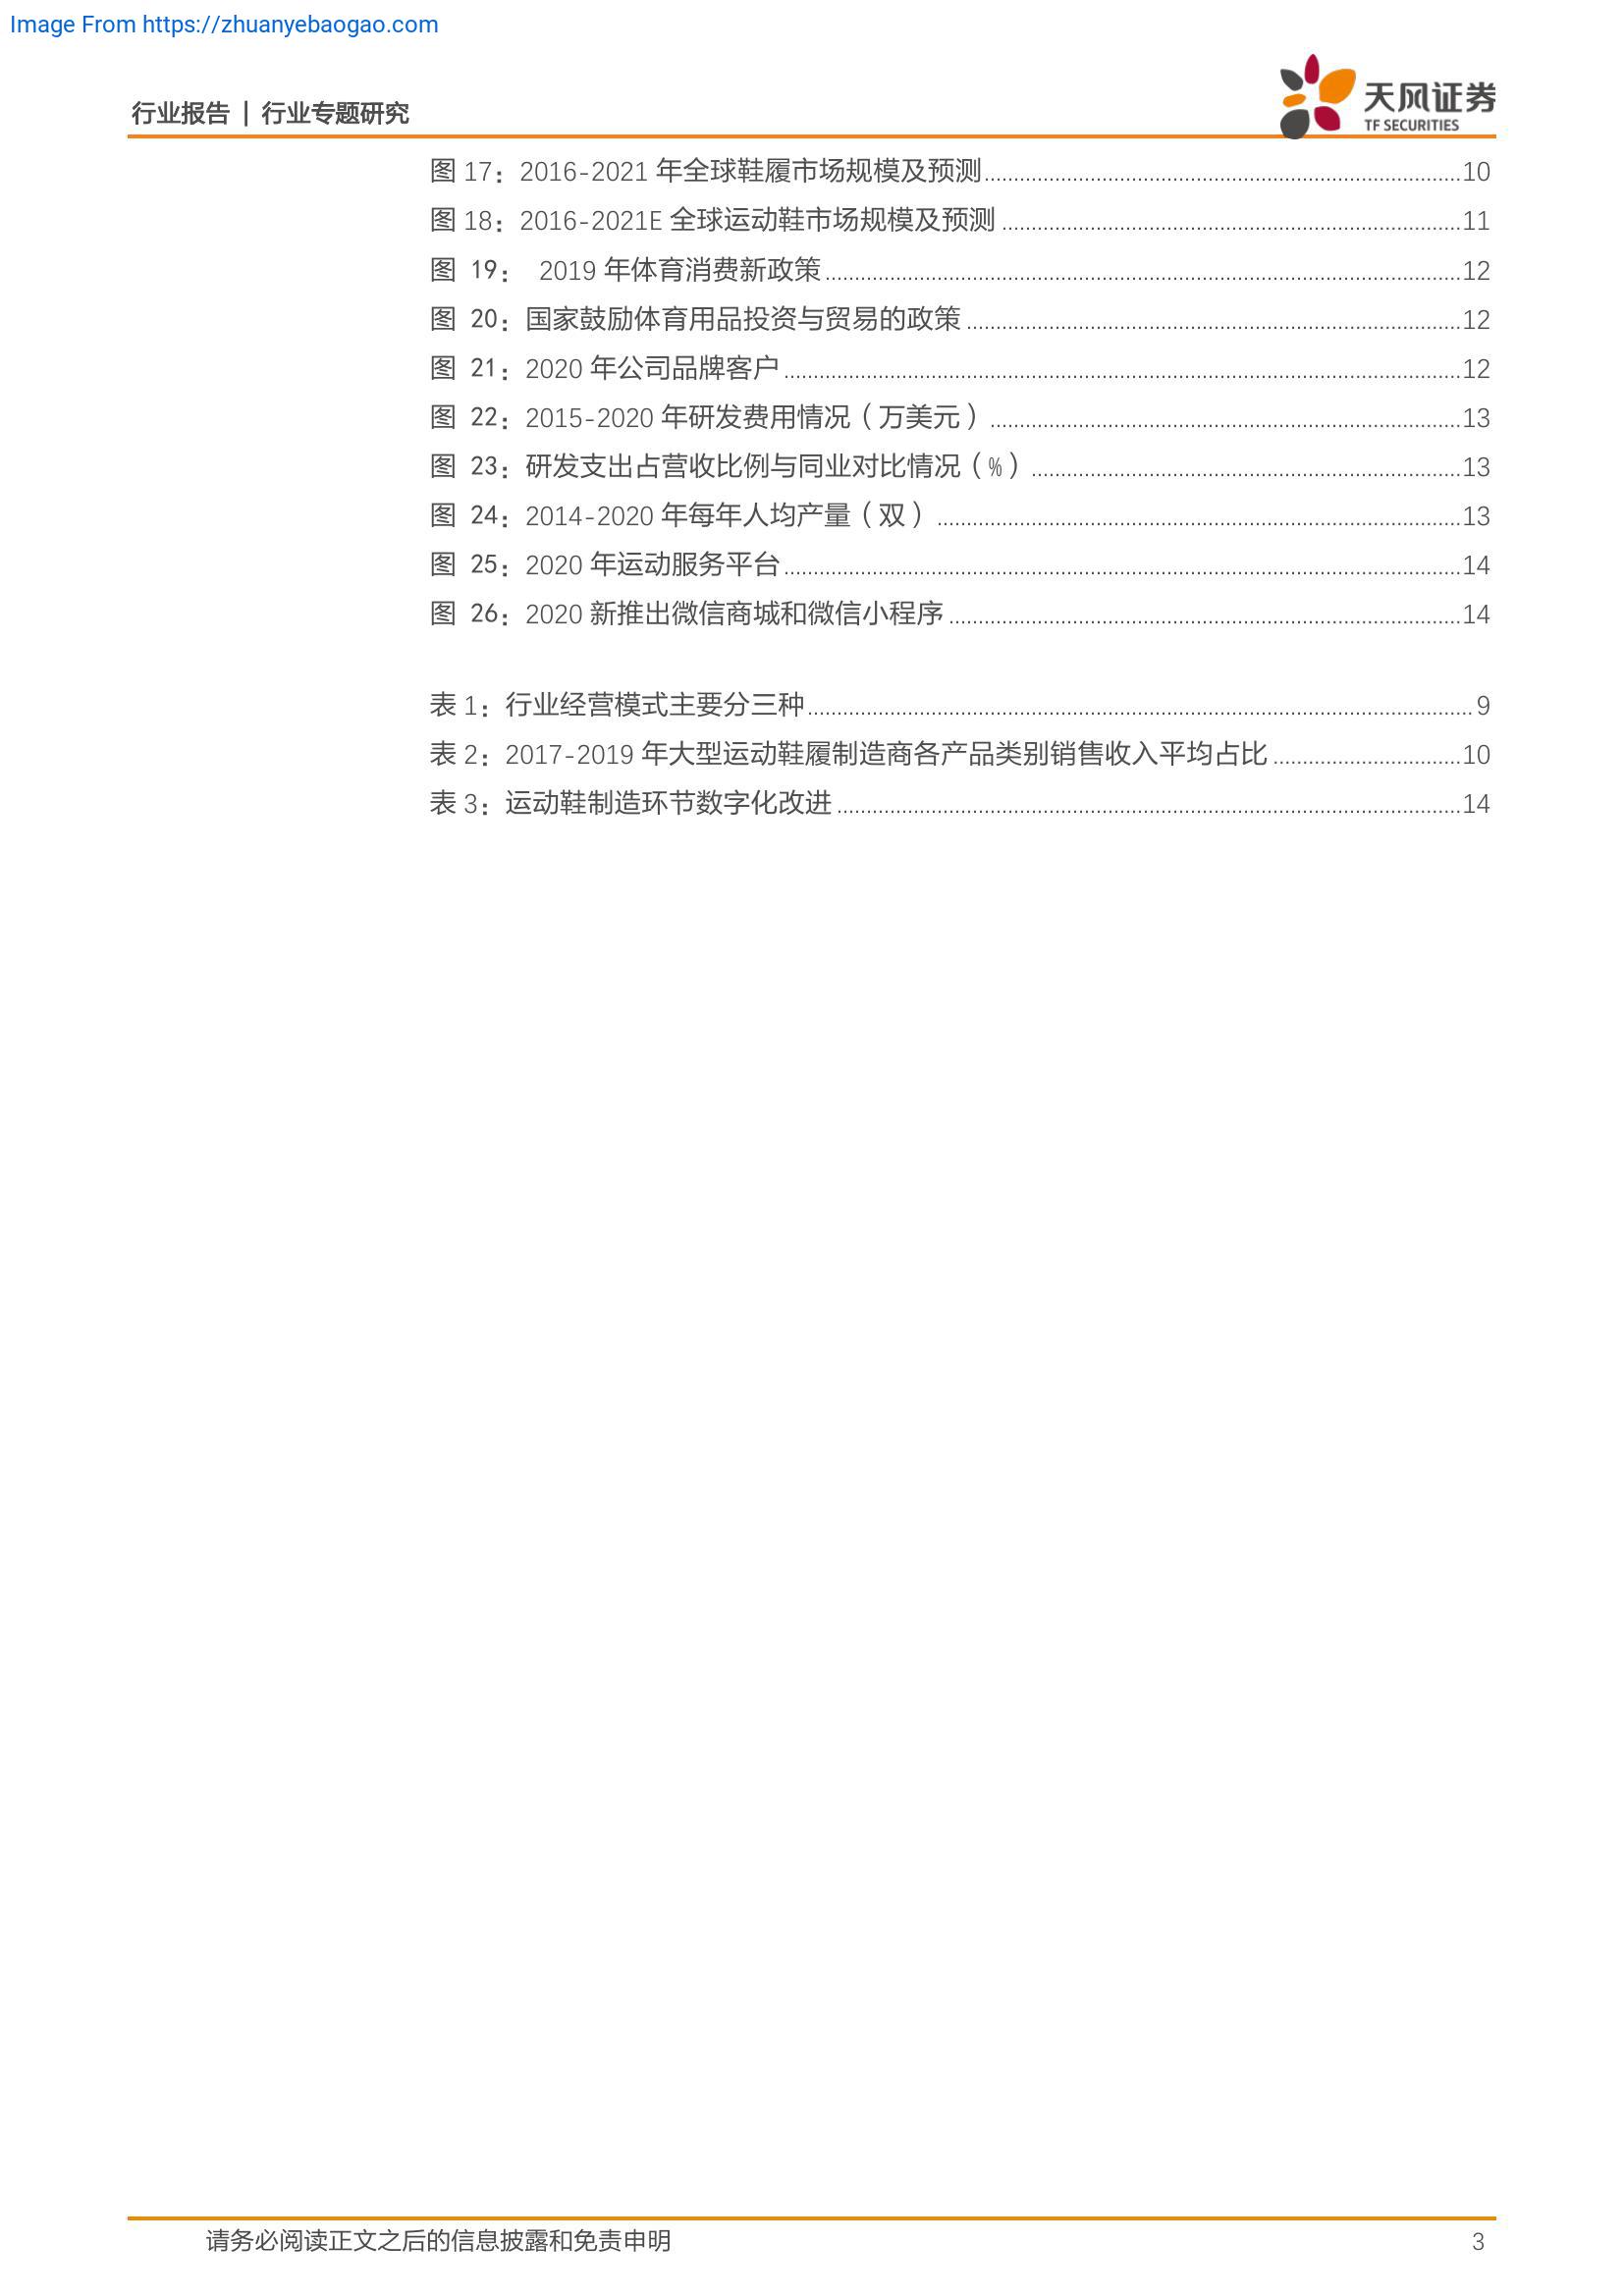 Image From https://zhuanyebaogao.com
行业报告 | 行业专题研究
天风证券
TF SECURITIES
图 17：2016-2021 年全球鞋履市场规模及预测........10
图 18：2016-2021E 全球运动鞋市场规模及预测........11
图 19： 2019 年体育消费新政策........12
图 20：国家鼓励体育用品投资与贸易的政策........12
图 21：2020 年公司品牌客户........12
图 22：2015-2020 年研发费用情况（万美元）........13
图 23：研发支出占营收比例与同业对比情况（%）........13
图 24：2014-2020 年每年人均产量（双）........13
图 25：2020 年运动服务平台........14
图 26：2020 新推出微信商城和微信小程序........14
表 1：行业经营模式主要分三种........9
表 2：2017-2019 年大型运动鞋履制造商各产品类别销售收入平均占比........10
表 3：运动鞋制造环节数字化改进........14
请务必阅读正文之后的信息披露和免责申明 3